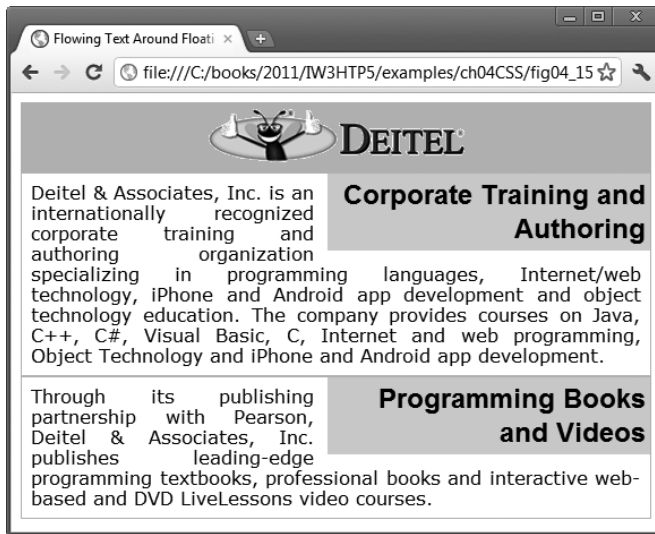 Flowing Text Around Floati
file:///C:/books/2011/IW3HTP5/examples/ch04CSS/fig04_15
DEITEL
Deitel & Associates, Inc. is an
internationally recognized
corporate training and
authoring organization
Corporate Training and
Authoring
specializing in programming languages, Internet/web
technology, iPhone and Android app development and object
technology education. The company provides courses on Java,
C++, C#, Visual Basic, C, Internet and web programming,
Object Technology and iPhone and Android app development.
Through its publishing
partnership with Pearson,
Deitel & Associates, Inc.
publishes leading-edge
Programming Books
and Videos
programming textbooks, professional books and interactive web-
based and DVD LiveLessons video courses.